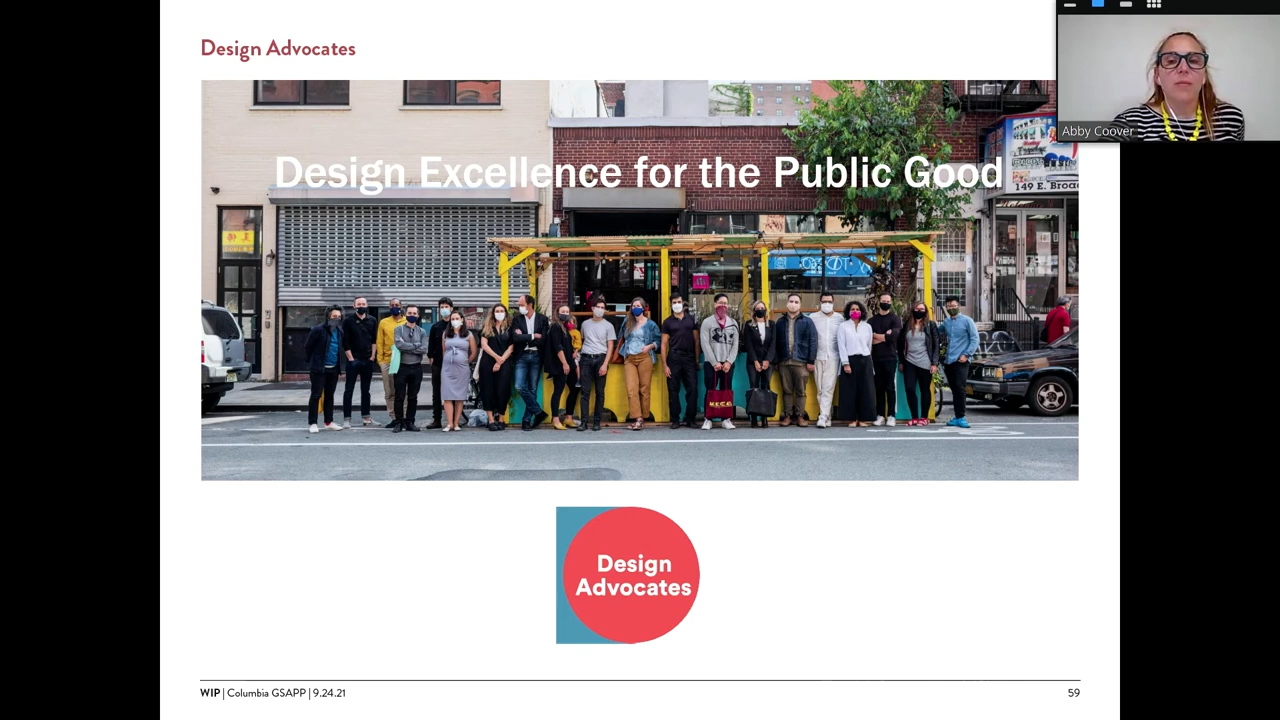 Design Advocates
Abby Coover
Design Excellence for the Public Good
149 E. Broa
Design
Advocates
WIP | Columbia GSAPP | 9.24.21
59